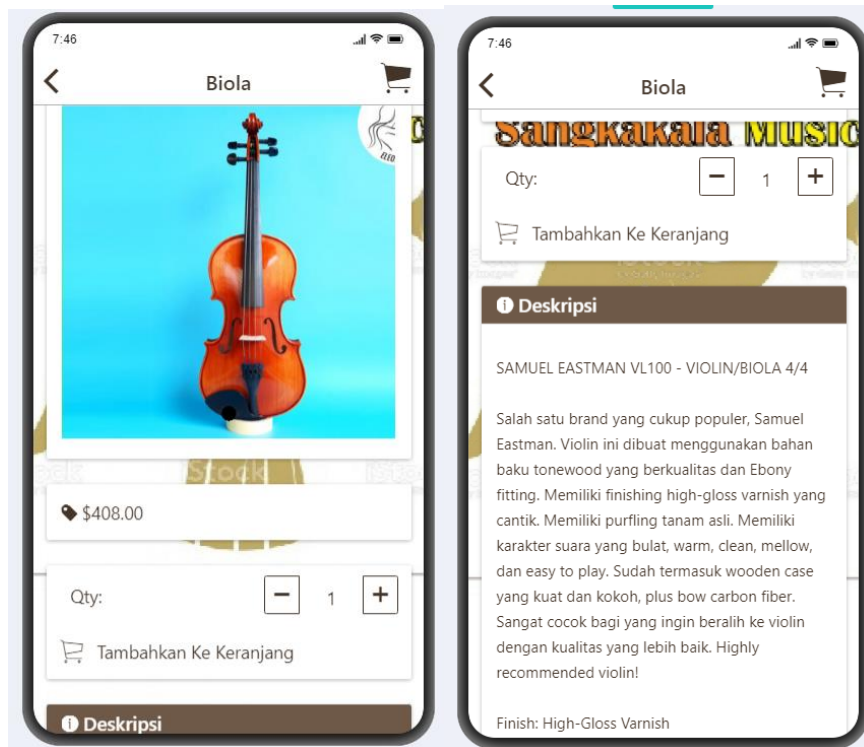 7:46
Biola
ELEO
$408.00
Qty:
1
Tambahkan Ke Keranjang
Deskripsi
iStock
7:46
Biola
Sangkakala Music
Qty:
1
Tambahkan Ke Keranjang
Deskripsi
SAMUEL EASTMAN VL100 - VIOLIN/BIOLA 4/4
Salah satu brand yang cukup populer, Samuel
Eastman. Violin ini dibuat menggunakan bahan
baku tonewood yang berkualitas dan Ebony
fitting. Memiliki finishing high-gloss varnish yang
cantik. Memiliki purfling tanam asli. Memiliki
karakter suara yang bulat, warm, clean, mellow,
dan easy to play. Sudah termasuk wooden case
yang kuat dan kokoh, plus bow carbon fiber.
Sangat cocok bagi yang ingin beralih ke violin
dengan kualitas yang lebih baik. Highly
recommended violin!
Finish: High-Gloss Varnish